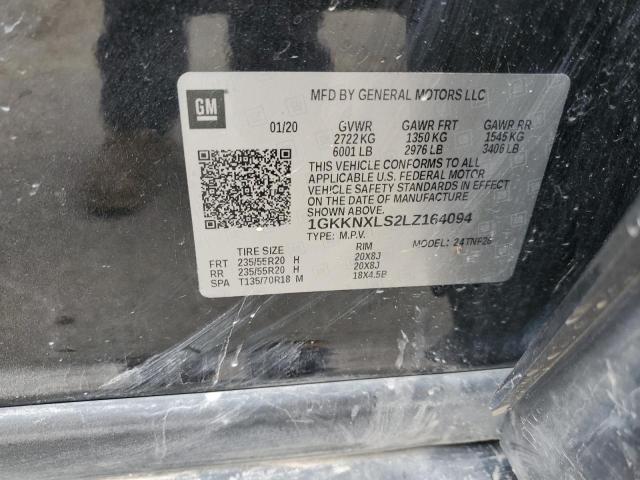 GM
MFD BY GENERAL MOTORS LLC
01/20 GVWR GAWR FRT GAWR RR
2722 KG 1350 KG 1545 KG
6001 LB 2976 LB 3406 LB
THIS VEHICLE CONFORMS TO ALL
APPLICABLE U.S. FEDERAL MOTOR
VEHICLE SAFETY STANDARDS IN EFFECT
ON THE DATE OF MANUFACTURE
SHOWN ABOVE.
1GKKNXLS2LZ164094
TYPE: M.P.V. MODEL: 24TNF26
TIRE SIZE RIM
FRT 235/55R20 H 20X8J
RR 235/55R20 H 20X8J
SPA T135/70R18 M 18X4.5B